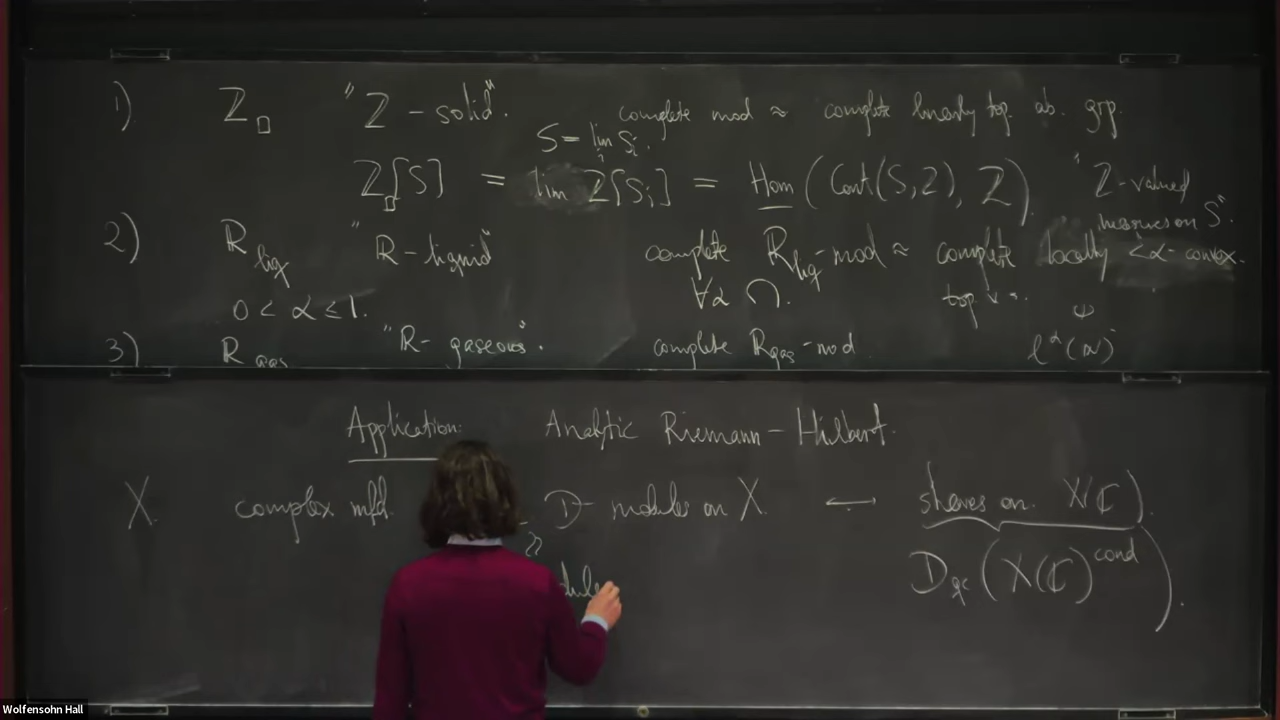 1) Z□ "Z-solid". complete mod ≈ complete linearly top. ab. grp.
S = lim Si.
Z□[S] = lim Z[Si] = Hom(Cont(S,Z), Z). "Z-valued
measures on S".
2) R liq "R-liquid" complete R liq-mod ≈ complete locally <α-convex.
0 < α ≤ 1. ∀α top v.s.
3) R gas "R-gaseous". complete R gas-mod. ℓ^α(N)
Application: Analytic Riemann-Hilbert.
X complex mfd. D-modules on X ⟷ sheaves on X(ℂ).
D qc(X(ℂ)^cond).
Wolfensohn Hall